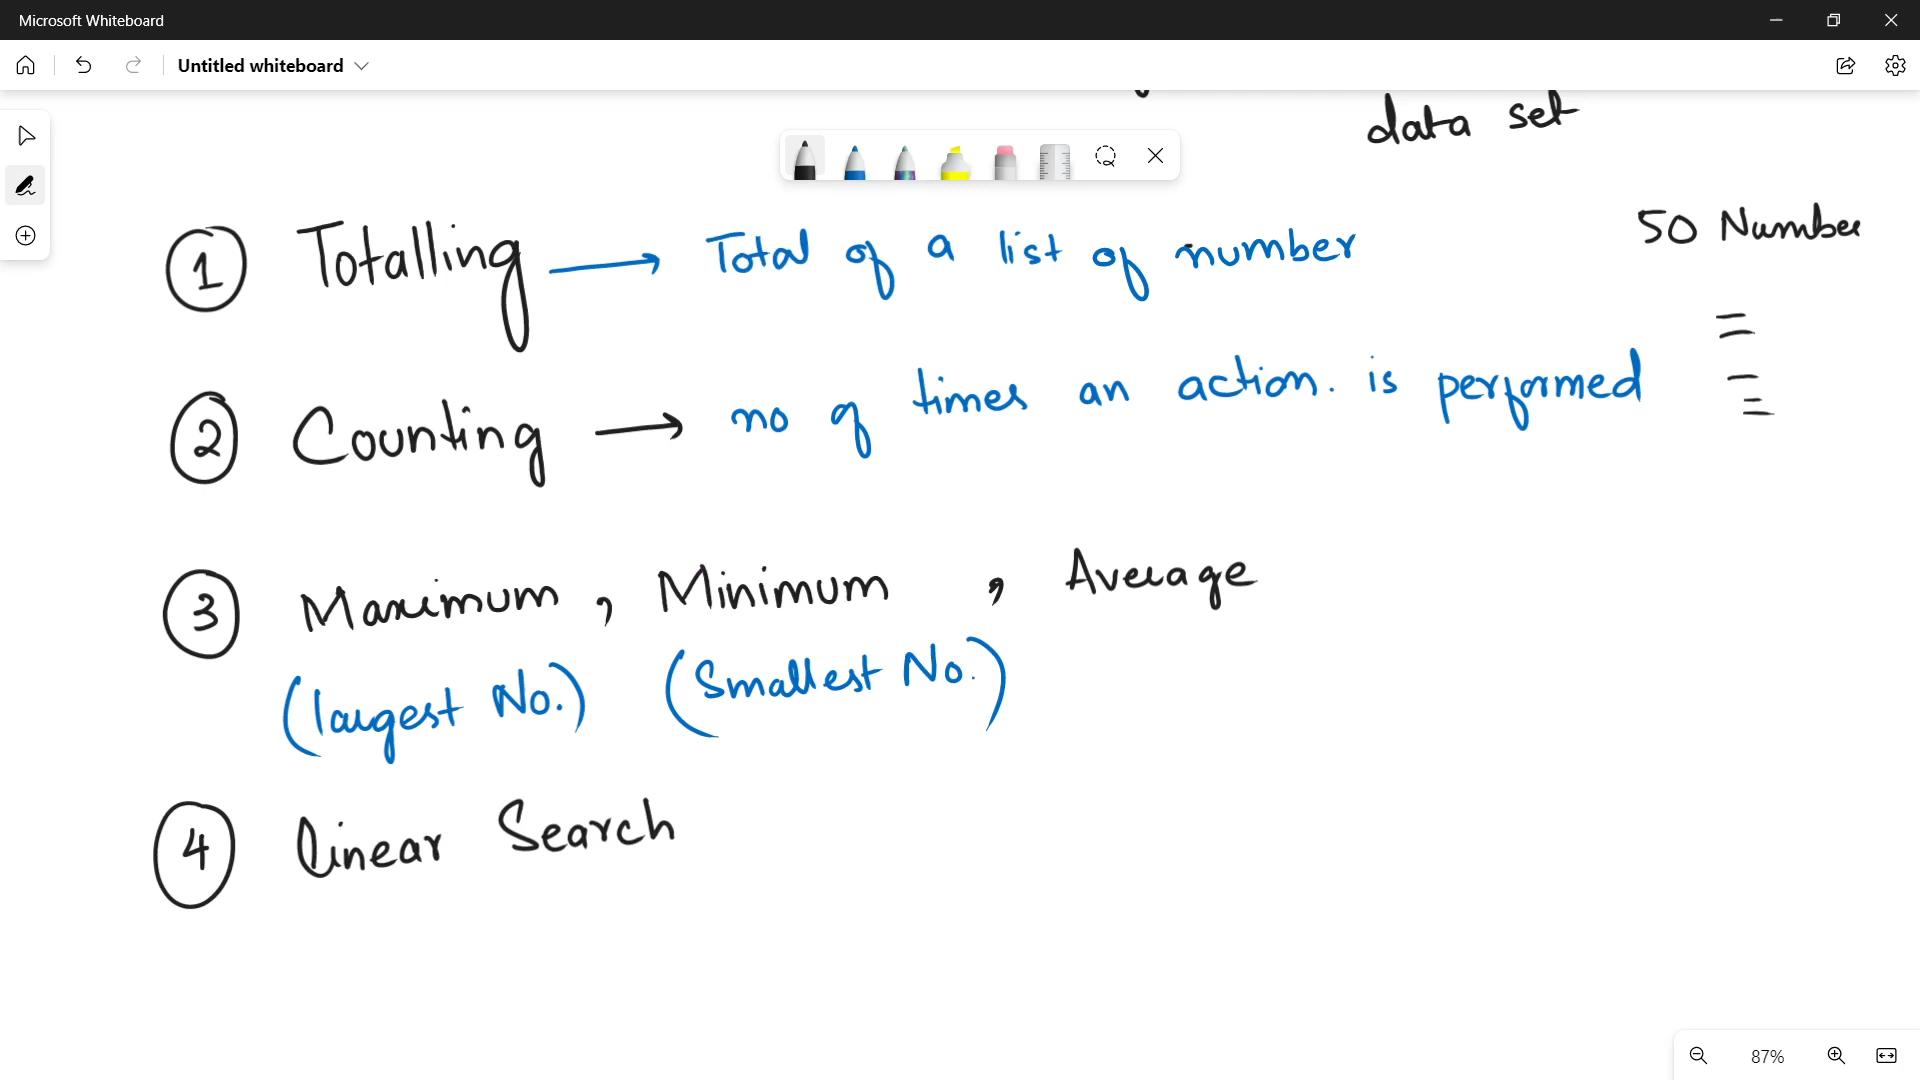 Microsoft Whiteboard
Untitled whiteboard
data set
50 Number
1 Totalling → Total of a list of number
2 Counting → no of times an action. is performed
3 Maximum, Minimum, Average
(largest No.) (Smallest No.)
4 Linear Search
87%